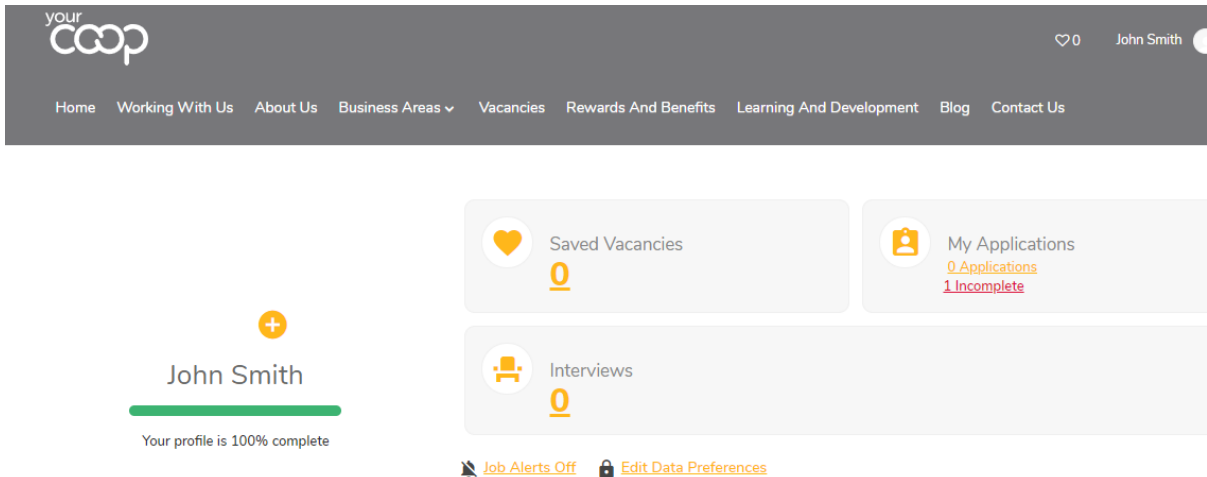 your
coop
0 John Smith
Home Working With Us About Us Business Areas Vacancies Rewards And Benefits Learning And Development Blog Contact Us
Saved Vacancies
0
My Applications
0 Applications
1 Incomplete
John Smith
Your profile is 100% complete
Interviews
0
Job Alerts Off Edit Data Preferences